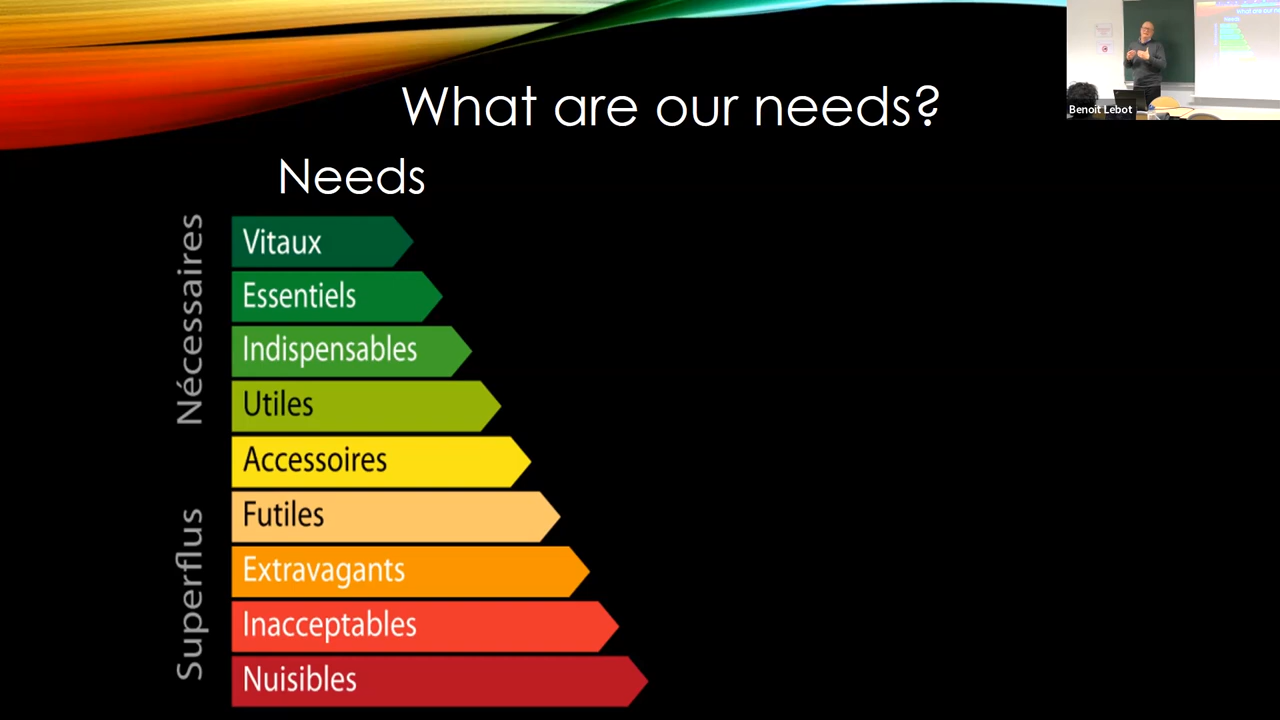 What are our needs?
Benoit Lebot
Needs
Nécessaires
Vitaux
Essentiels
Indispensables
Utiles
Accessoires
Superflus
Futiles
Extravagants
Inacceptables
Nuisibles